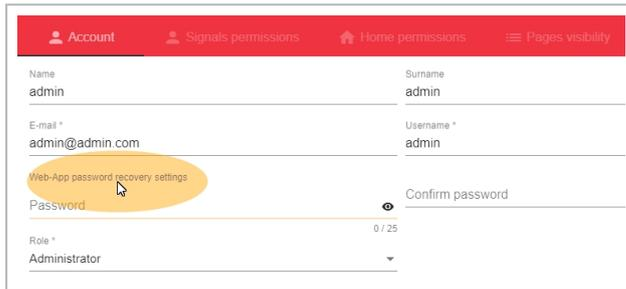 Account Signals permissions Home permissions Pages visibility
Name Surname
admin admin
E-mail * Username *
admin@admin.com admin
Web-App password recovery settings
Password Confirm password
0 / 25
Role *
Administrator